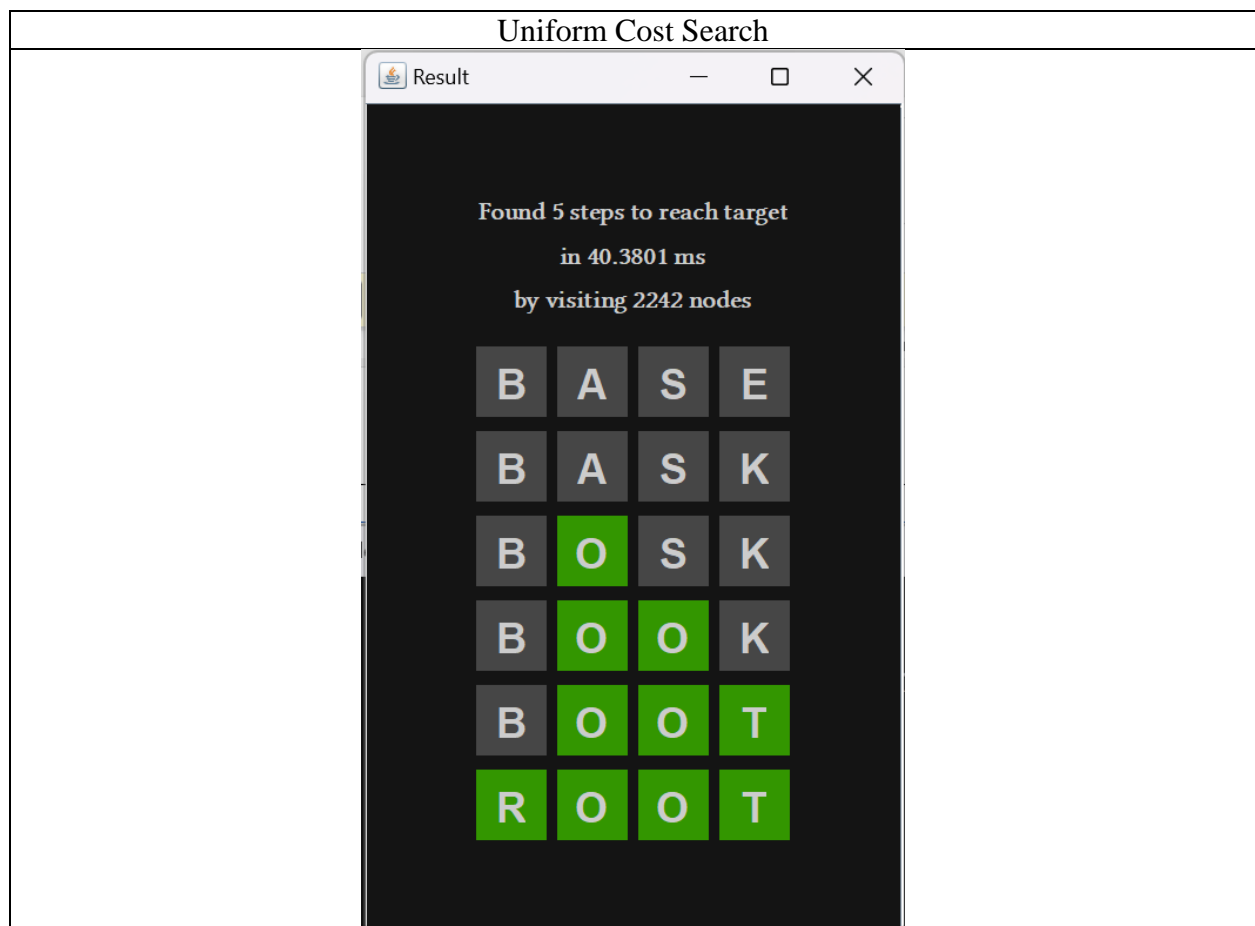 Uniform Cost Search
Result
Found 5 steps to reach target
in 40.3801 ms
by visiting 2242 nodes
B A S E
B A S K
B O S K
B O O K
B O O T
R O O T